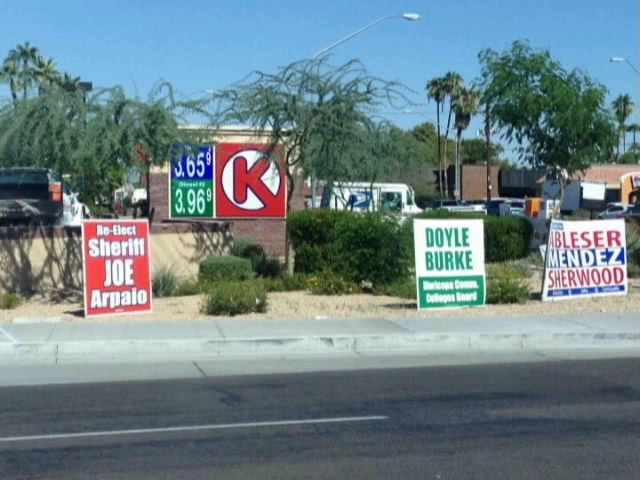 3.65 9
Diesel #2
3.96 9
K
Re-Elect
Sheriff
JOE
Arpaio
DOYLE
BURKE
Maricopa Comm.
Colleges Board
ABLESER
MENDEZ
SHERWOOD